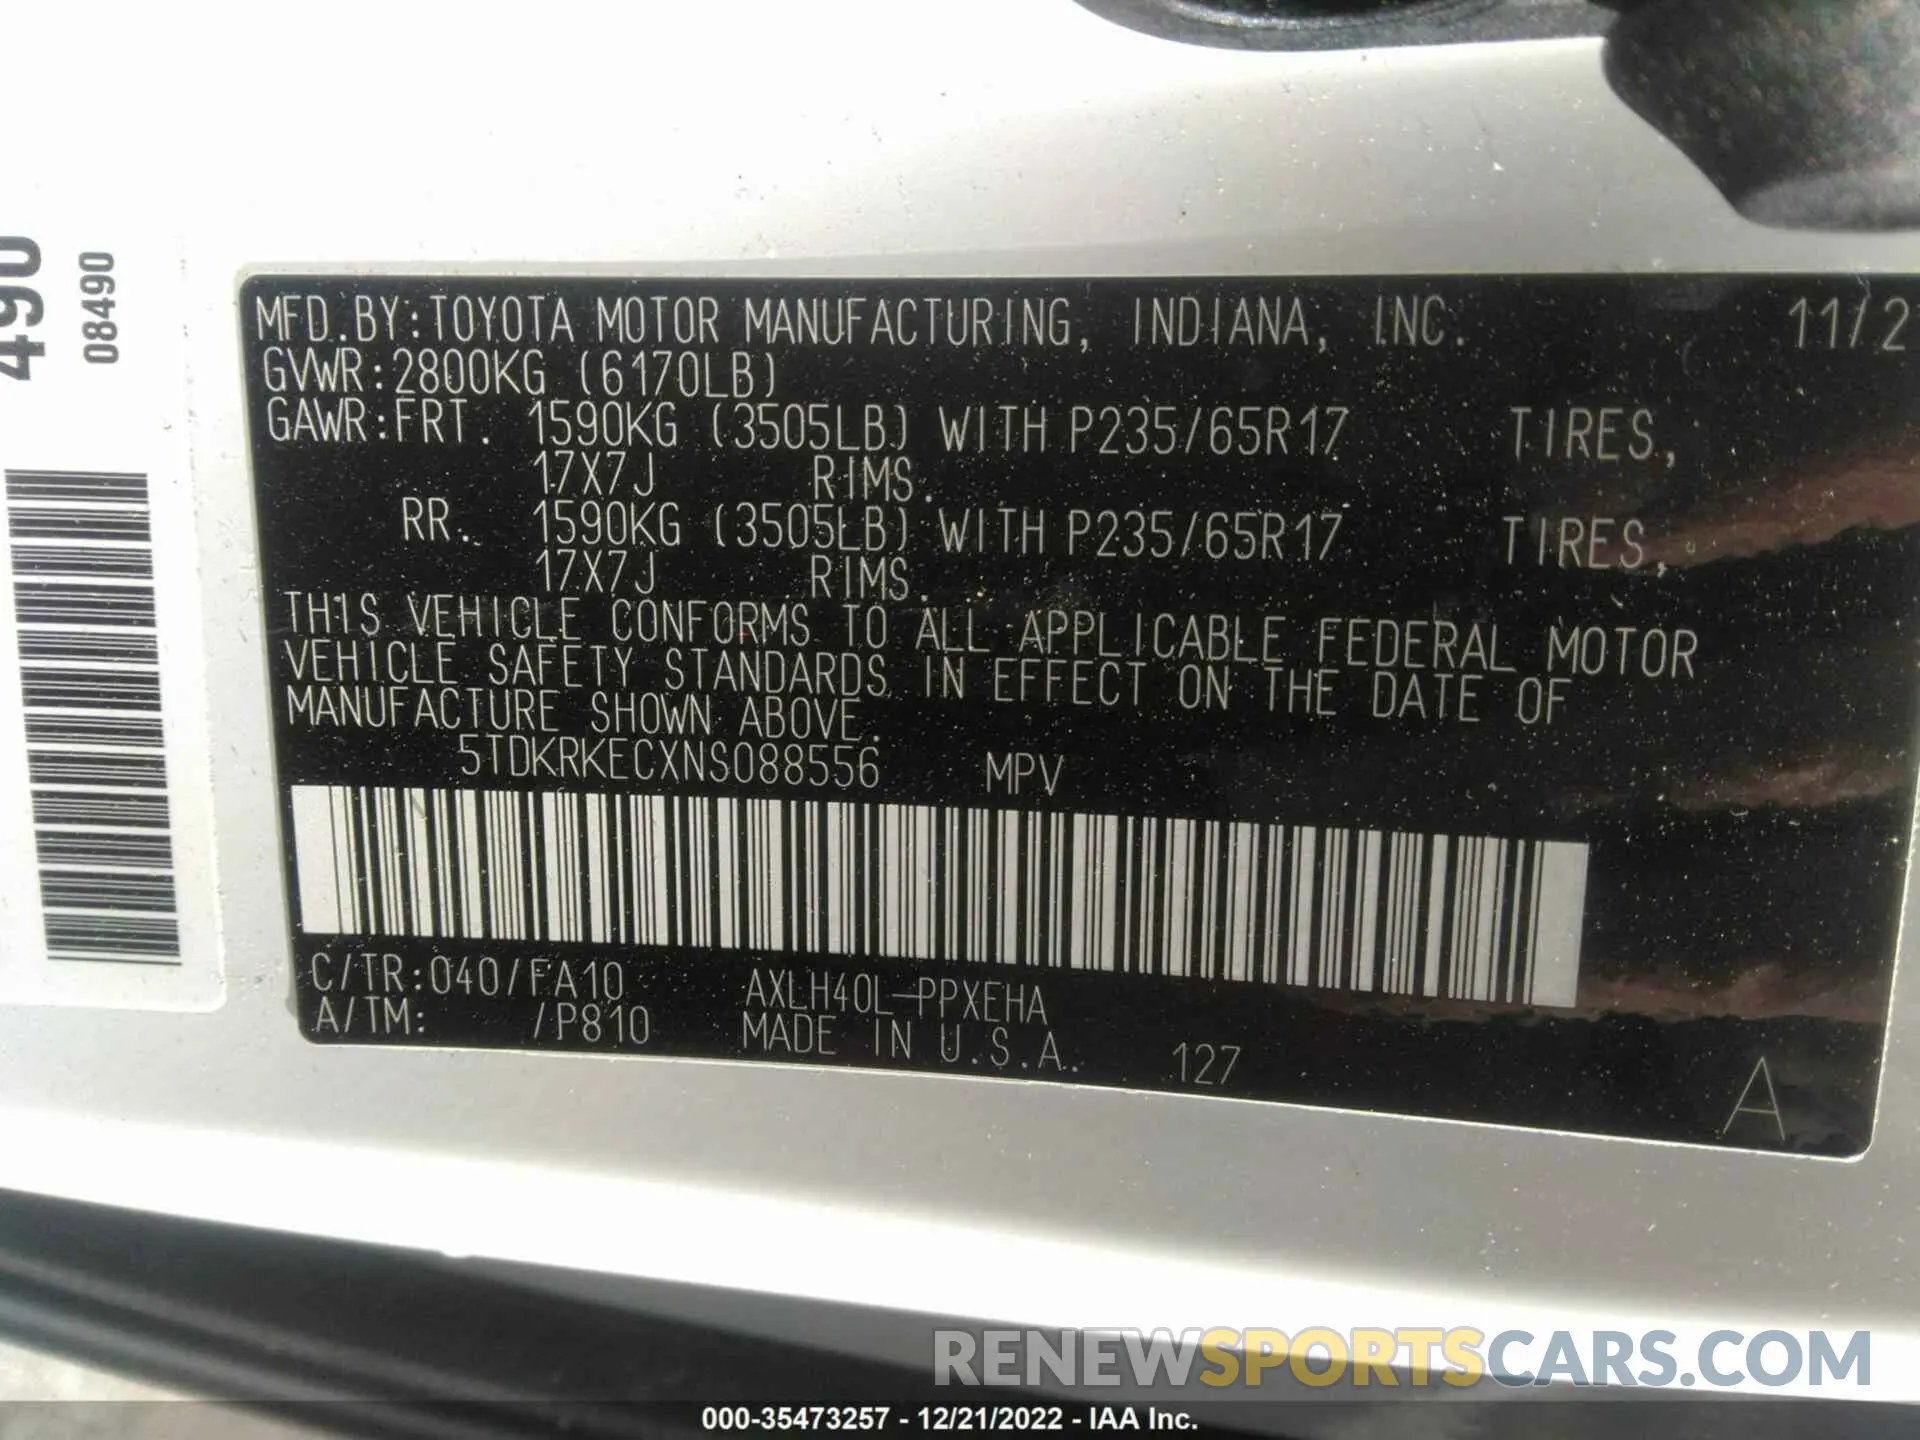 490
08490
MFD.BY:TOYOTA MOTOR MANUFACTURING, INDIANA, INC. 11/2
GVWR:2800KG (6170LB)
GAWR:FRT. 1590KG (3505LB) WITH P235/65R17 TIRES,
17X7J RIMS.
RR. 1590KG (3505LB) WITH P235/65R17 TIRES,
17X7J RIMS.
THIS VEHICLE CONFORMS TO ALL APPLICABLE FEDERAL MOTOR
VEHICLE SAFETY STANDARDS IN EFFECT ON THE DATE OF
MANUFACTURE SHOWN ABOVE.
5TDKRKECXNS088556 MPV
C/TR:040/FA10 AXLH40L-PPXEHA
A/TM: /P810 MADE IN U.S.A. 127
A
RENEWSPORTSCARS.COM
000-35473257 - 12/21/2022 - IAA Inc.